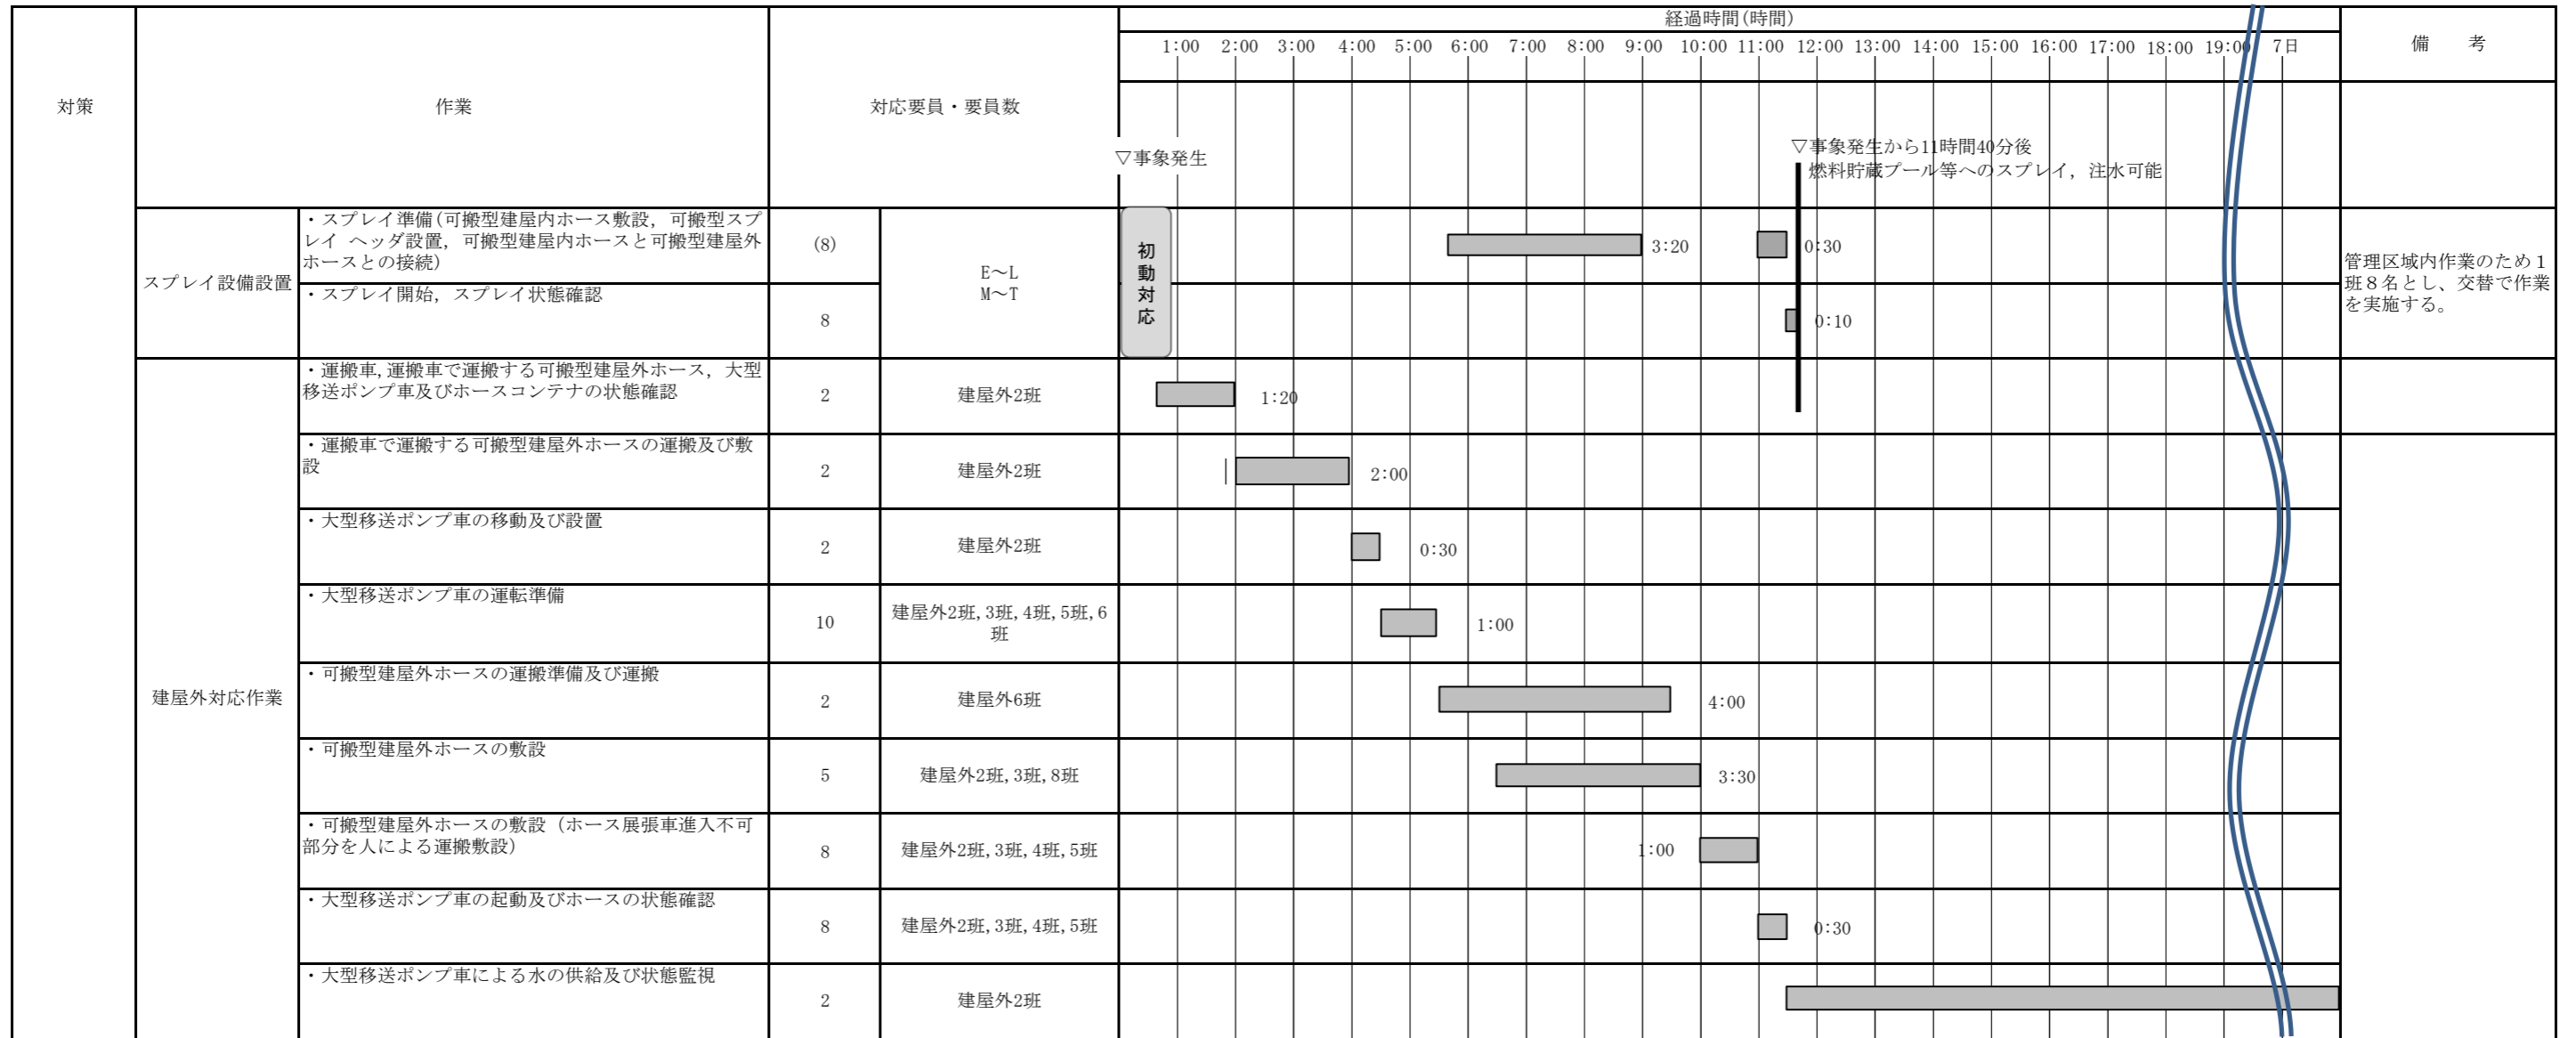 対策
作業
対応要員・要員数
経過時間(時間)
1:00 2:00 3:00 4:00 5:00 6:00 7:00 8:00 9:00 10:00 11:00 12:00 13:00 14:00 15:00 16:00 17:00 18:00 19:00 7日
備　考
▽事象発生
▽事象発生から11時間40分後
燃料貯蔵プール等へのスプレイ，注水可能
スプレイ設備設置
・スプレイ準備(可搬型建屋内ホース敷設，可搬型スプ
レイ ヘッダ設置，可搬型建屋内ホースと可搬型建屋外
ホースとの接続)
(8)
E～L
M～T
初動対応
3:20
0:30
管理区域内作業のため１
班８名とし、交替で作業
を実施する。
・スプレイ開始，スプレイ状態確認
8
0:10
建屋外対応作業
・運搬車,運搬車で運搬する可搬型建屋外ホース，大型
移送ポンプ車及びホースコンテナの状態確認
2
建屋外2班
1:20
・運搬車で運搬する可搬型建屋外ホースの運搬及び敷
設
2
建屋外2班
2:00
・大型移送ポンプ車の移動及び設置
2
建屋外2班
0:30
・大型移送ポンプ車の運転準備
10
建屋外2班,3班,4班,5班,6
班
1:00
・可搬型建屋外ホースの運搬準備及び運搬
2
建屋外6班
4:00
・可搬型建屋外ホースの敷設
5
建屋外2班,3班,8班
3:30
・可搬型建屋外ホースの敷設（ホース展張車進入不可
部分を人による運搬敷設）
8
建屋外2班,3班,4班,5班
1:00
・大型移送ポンプ車の起動及びホースの状態確認
8
建屋外2班,3班,4班,5班
0:30
・大型移送ポンプ車による水の供給及び状態監視
2
建屋外2班